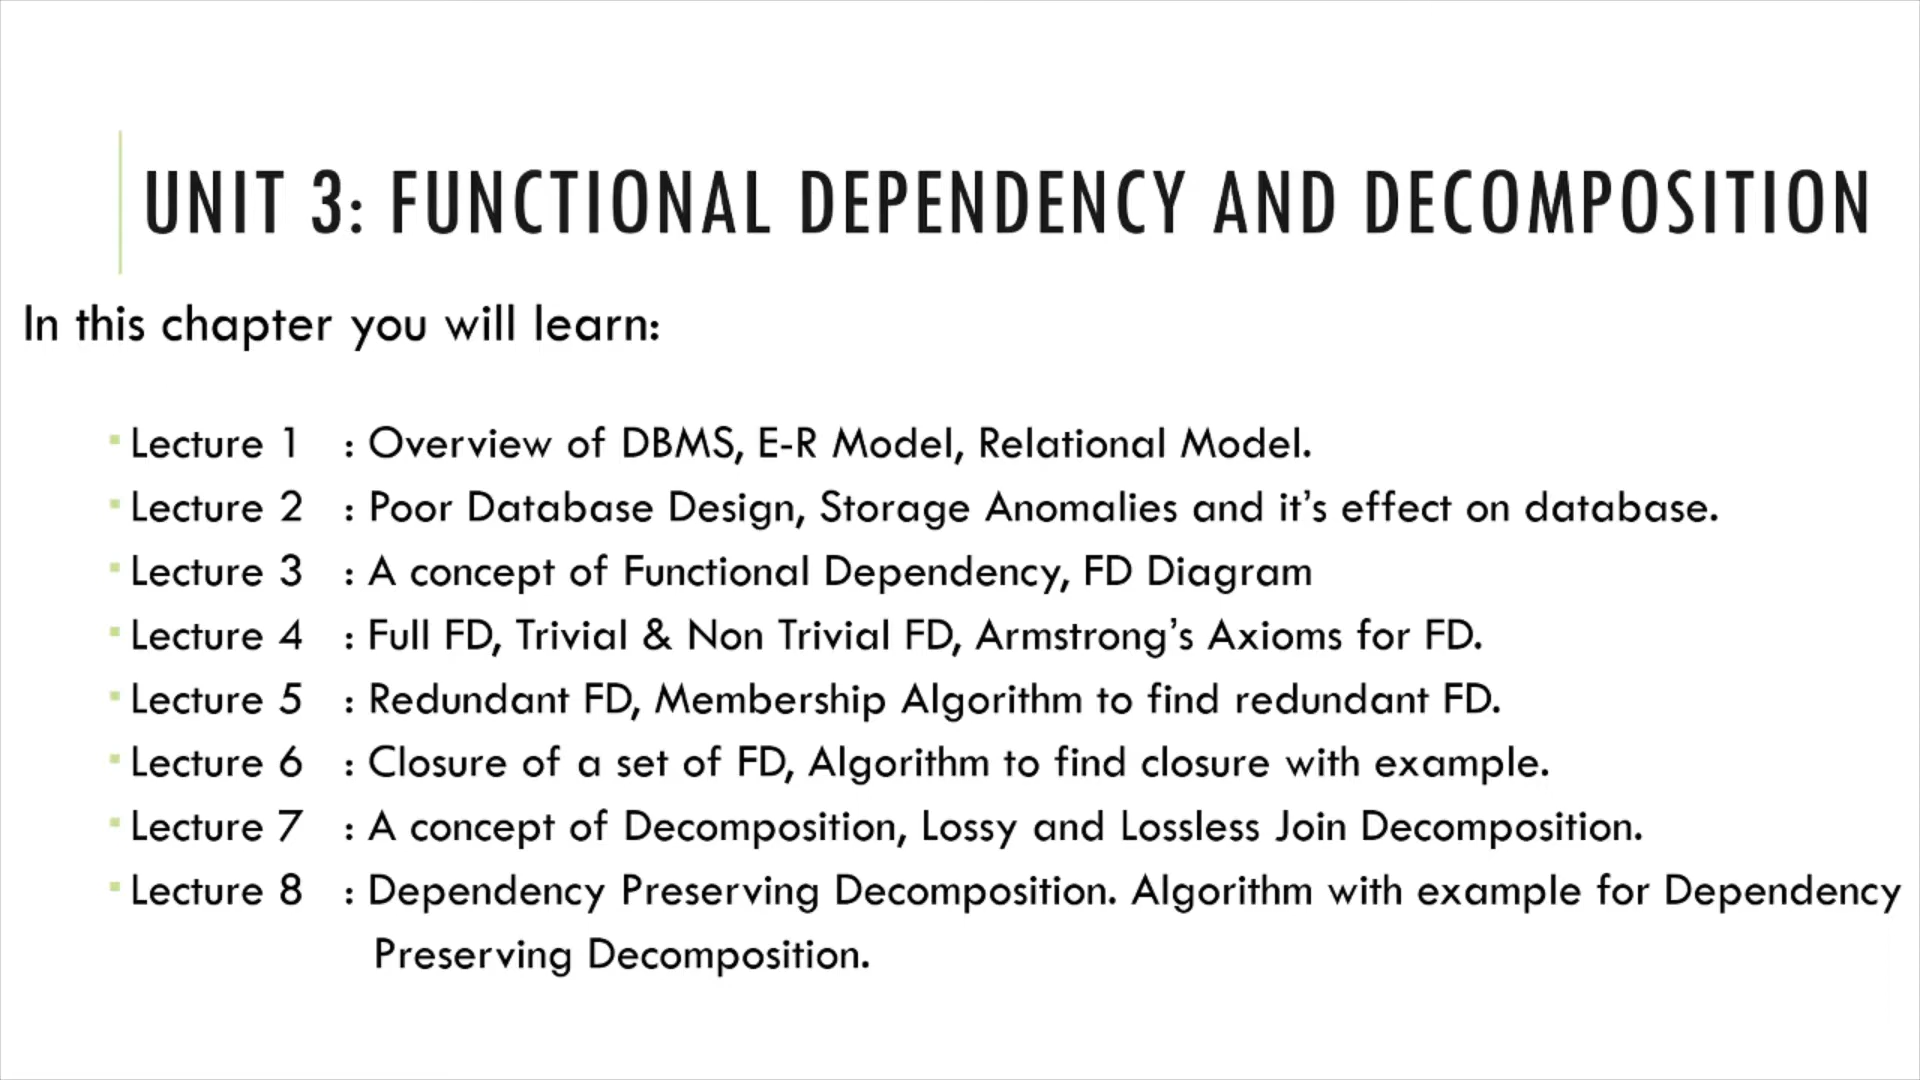 UNIT 3: FUNCTIONAL DEPENDENCY AND DECOMPOSITION
In this chapter you will learn:
▪ Lecture 1 : Overview of DBMS, E-R Model, Relational Model.
▪ Lecture 2 : Poor Database Design, Storage Anomalies and it’s effect on database.
▪ Lecture 3 : A concept of Functional Dependency, FD Diagram
▪ Lecture 4 : Full FD, Trivial & Non Trivial FD, Armstrong’s Axioms for FD.
▪ Lecture 5 : Redundant FD, Membership Algorithm to find redundant FD.
▪ Lecture 6 : Closure of a set of FD, Algorithm to find closure with example.
▪ Lecture 7 : A concept of Decomposition, Lossy and Lossless Join Decomposition.
▪ Lecture 8 : Dependency Preserving Decomposition. Algorithm with example for Dependency
Preserving Decomposition.